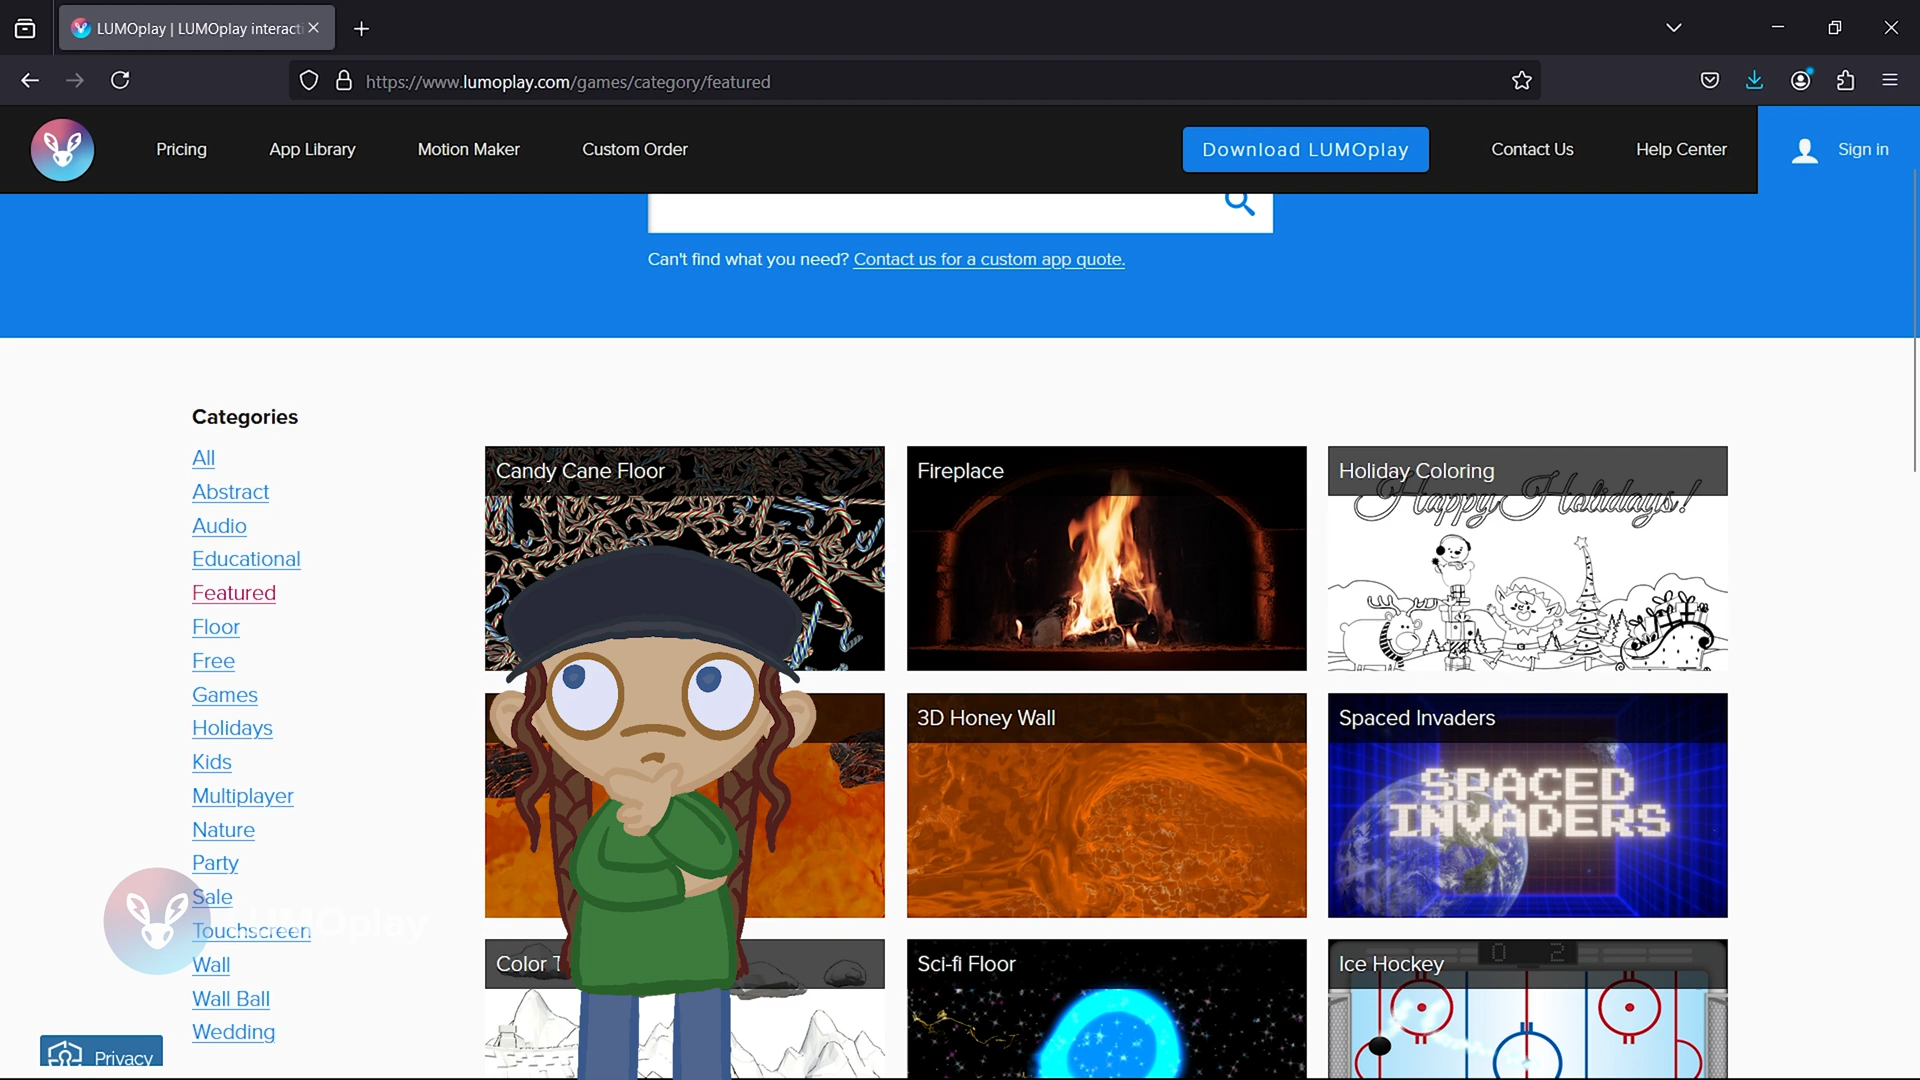 LUMOplay | LUMOplay interacti
https://www.lumoplay.com/games/category/featured
Pricing
App Library
Motion Maker
Custom Order
Download LUMOplay
Contact Us
Help Center
Sign in
Can't find what you need? Contact us for a custom app quote.
Categories
All
Abstract
Audio
Educational
Featured
Floor
Free
Games
Holidays
Kids
Multiplayer
Nature
Party
Sale
Touchscreen
Wall
Wall Ball
Wedding
LUMOplay
Privacy
Candy Cane Floor
Fireplace
Holiday Coloring
Happy Holidays!
3D Honey Wall
Spaced Invaders
SPACED
INVADERS
Color
Sci-fi Floor
Ice Hockey
0 2